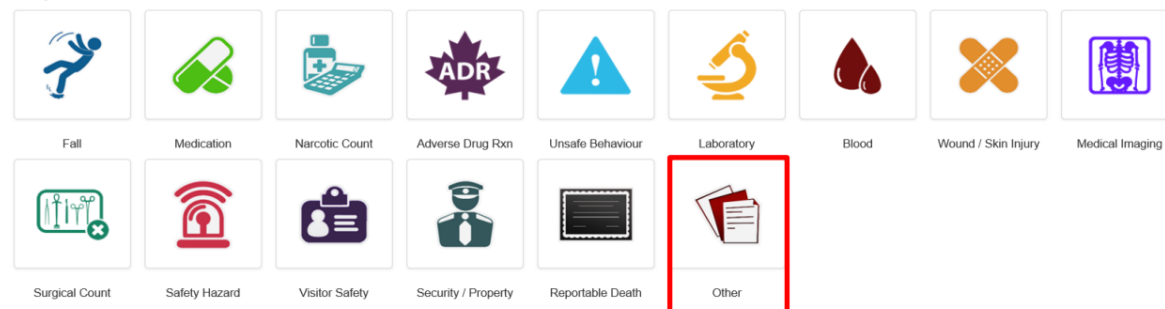 ADR
Fall
Medication
Narcotic Count
Adverse Drug Rxn
Unsafe Behaviour
Laboratory
Blood
Wound / Skin Injury
Medical Imaging
Surgical Count
Safety Hazard
Visitor Safety
Security / Property
Reportable Death
Other